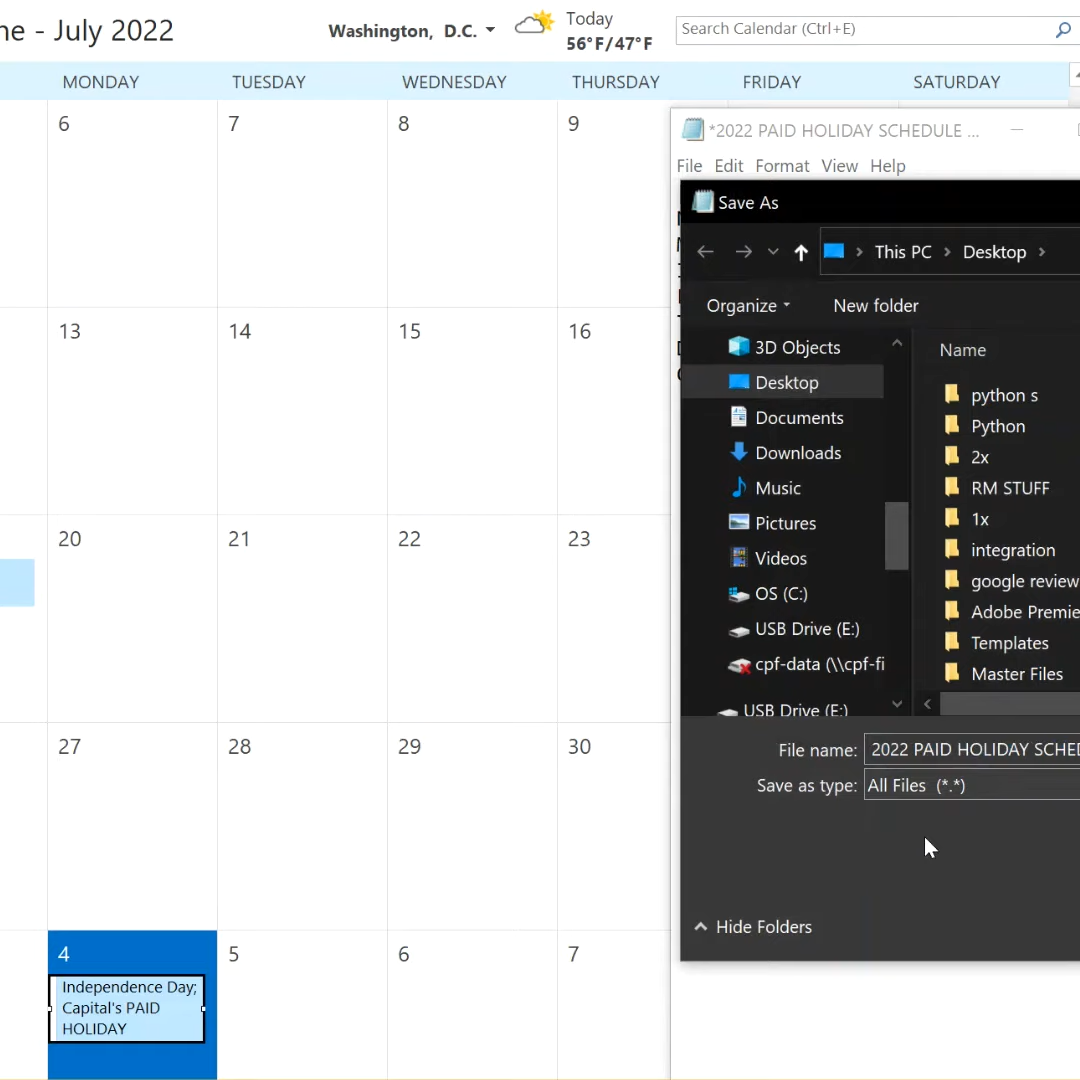 ne - July 2022
Washington, D.C.
Today
56°F/47°F
Search Calendar (Ctrl+E)
MONDAY
TUESDAY
WEDNESDAY
THURSDAY
FRIDAY
SATURDAY
6
7
8
9
13
14
15
16
20
21
22
23
27
28
29
30
4
5
6
7
Independence Day;
Capital's PAID
HOLIDAY
*2022 PAID HOLIDAY SCHEDULE ...
File Edit Format View Help
Save As
This PC
Desktop
Organize
New folder
3D Objects
Desktop
Documents
Downloads
Music
Pictures
Videos
OS (C:)
USB Drive (E:)
cpf-data (\\cpf-fi
USB Drive (E:)
Name
python s
Python
2x
RM STUFF
1x
integration
google review
Adobe Premie
Templates
Master Files
File name: 2022 PAID HOLIDAY SCHED
Save as type: All Files (*.*)
Hide Folders